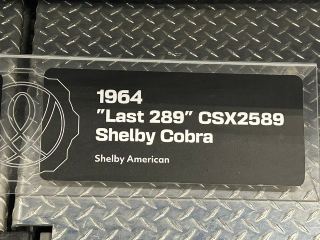 1964
"Last 289" CSX2589
Shelby Cobra
Shelby American